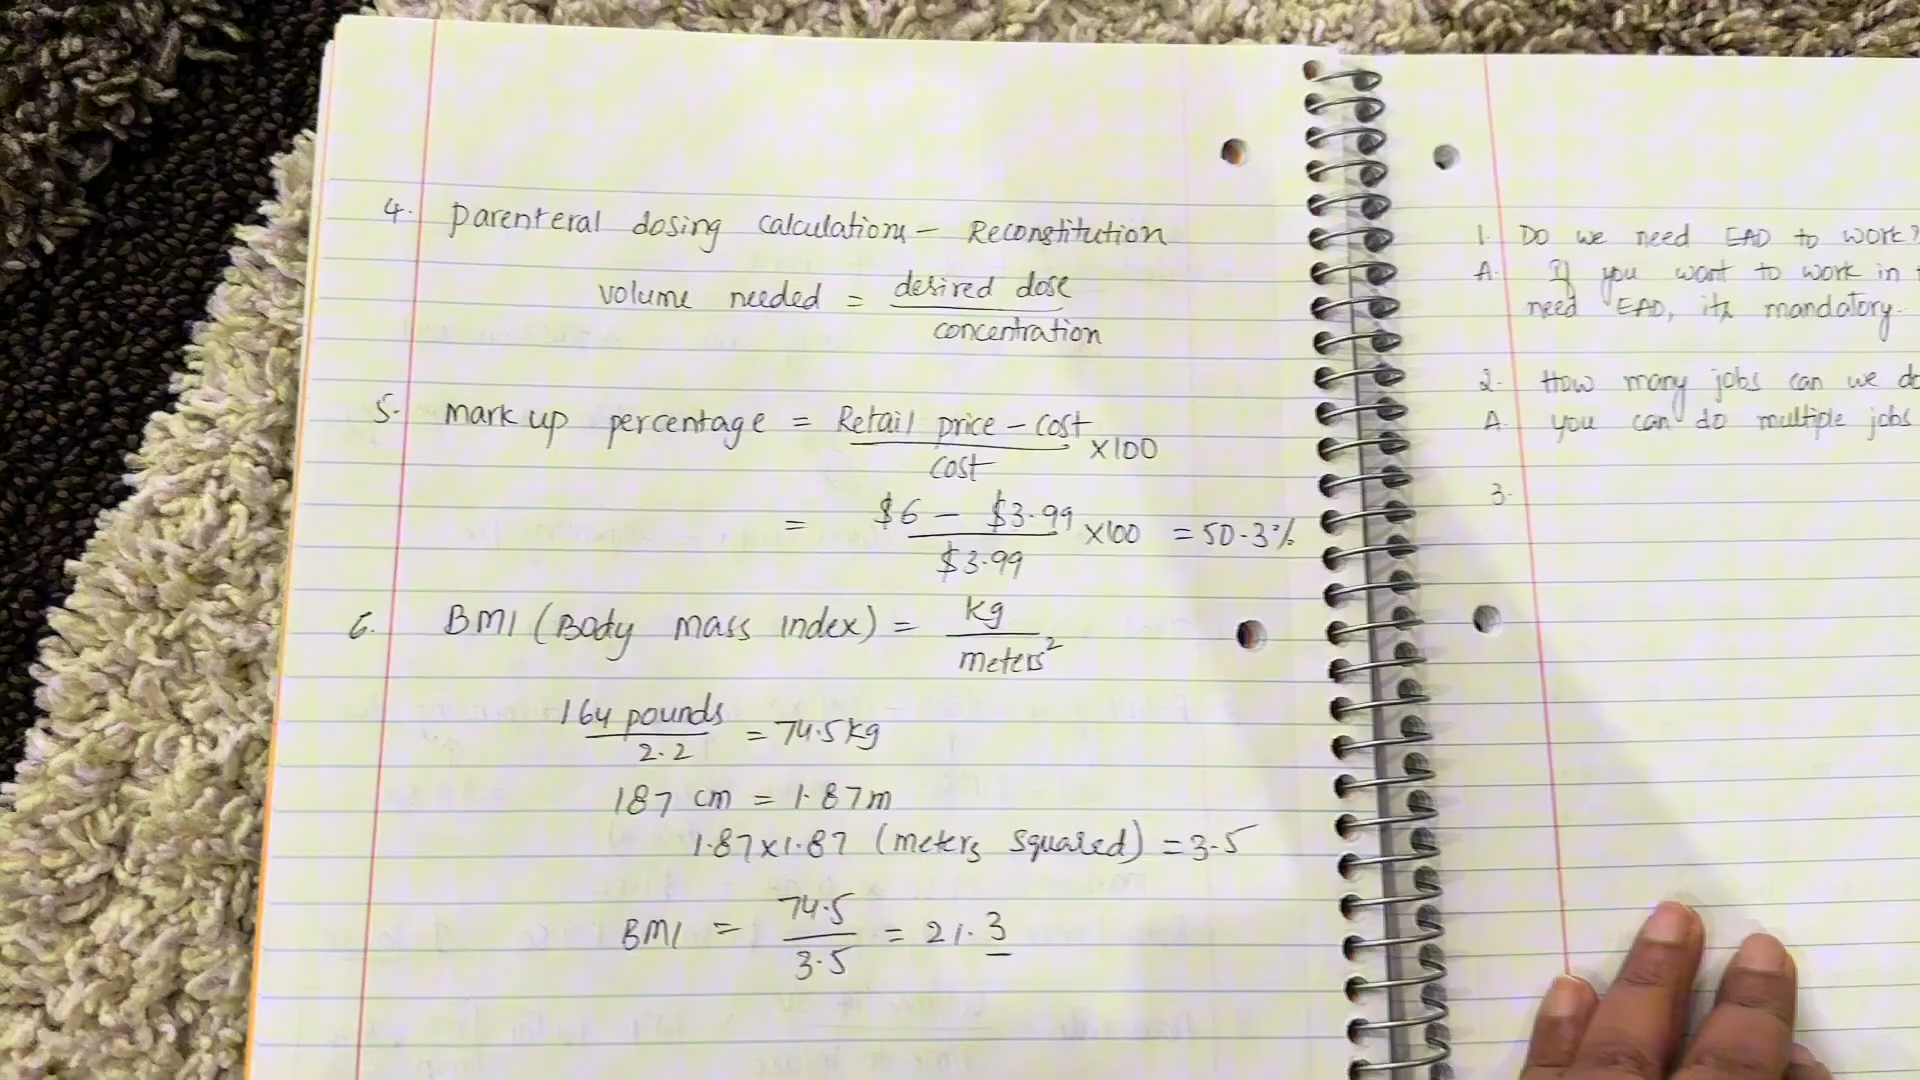 4. parenteral dosing calculations - Reconstitution
volume needed = desired dose
concentration
5. mark up percentage = Retail price - cost
cost
x100
= $6 - $3.99
$3.99
x100 = 50.3%
6. BMI (Body mass index) = kg
meters²
164 pounds
2.2
= 74.5kg
187 cm = 1.87m
1.87x1.87 (meters squared) = 3.5
BMI = 74.5
3.5
= 21.3
1. Do we need EAD to work?
A. If you want to work in
need EAD, its mandatory.
2. How many jobs can we do
A. you can do multiple jobs
3.